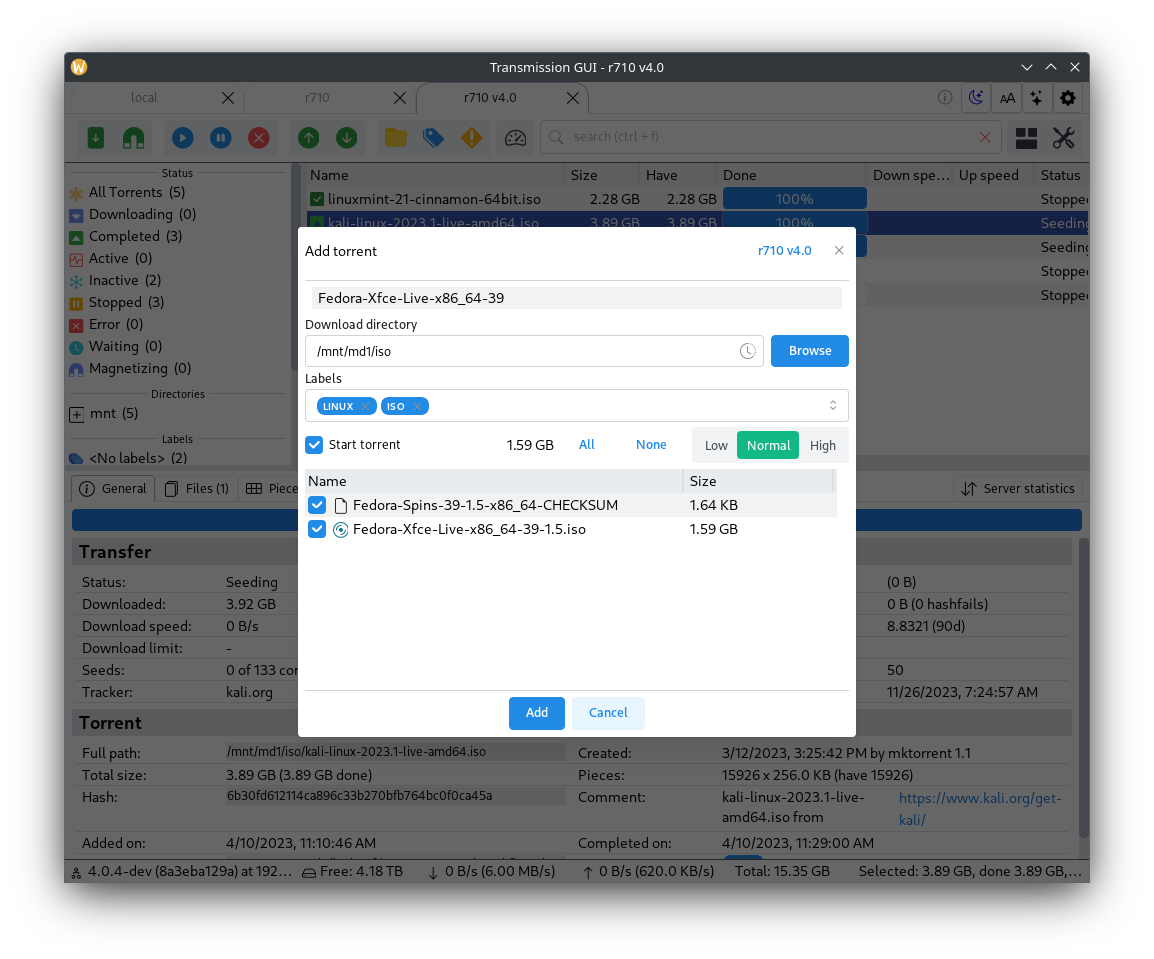 Transmission GUI - r710 v4.0
local
r710
r710 v4.0
AA
search (ctrl + f)
Status
All Torrents (5)
Downloading (0)
Completed (3)
Active (0)
Inactive (2)
Stopped (3)
Error (0)
Waiting (0)
Magnetizing (0)
Directories
mnt (5)
Labels
<No labels> (2)
Name Size Have Done Down spe... Up speed Status
linuxmint-21-cinnamon-64bit.iso 2.28 GB 2.28 GB 100% Stopped
kali-linux-2023.1-live-amd64.iso 3.89 GB 3.89 GB 100% Seeding
Seeding
Stopped
Stopped
Add torrent r710 v4.0
Fedora-Xfce-Live-x86_64-39
Download directory
/mnt/md1/iso Browse
Labels
LINUX ISO
Start torrent 1.59 GB All None Low Normal High
Name Size
Fedora-Spins-39-1.5-x86_64-CHECKSUM 1.64 KB
Fedora-Xfce-Live-x86_64-39-1.5.iso 1.59 GB
Add Cancel
General Files (1) Piece Server statistics
Transfer
Status: Seeding (0 B)
Downloaded: 3.92 GB 0 B (0 hashfails)
Download speed: 0 B/s 8.8321 (90d)
Download limit: -
Seeds: 0 of 133 con 50
Tracker: kali.org 11/26/2023, 7:24:57 AM
Torrent
Full path: /mnt/md1/iso/kali-linux-2023.1-live-amd64.iso Created: 3/12/2023, 3:25:42 PM by mktorrent 1.1
Total size: 3.89 GB (3.89 GB done) Pieces: 15926 x 256.0 KB (have 15926)
Hash: 6b30fd612114ca896c33b270bfb764bc0f0ca45a Comment: kali-linux-2023.1-live-amd64.iso from https://www.kali.org/get-kali/
Added on: 4/10/2023, 11:10:46 AM Completed on: 4/10/2023, 11:29:00 AM
4.0.4-dev (8a3eba129a) at 192... Free: 4.18 TB 0 B/s (6.00 MB/s) 0 B/s (620.0 KB/s) Total: 15.35 GB Selected: 3.89 GB, done 3.89 GB,...